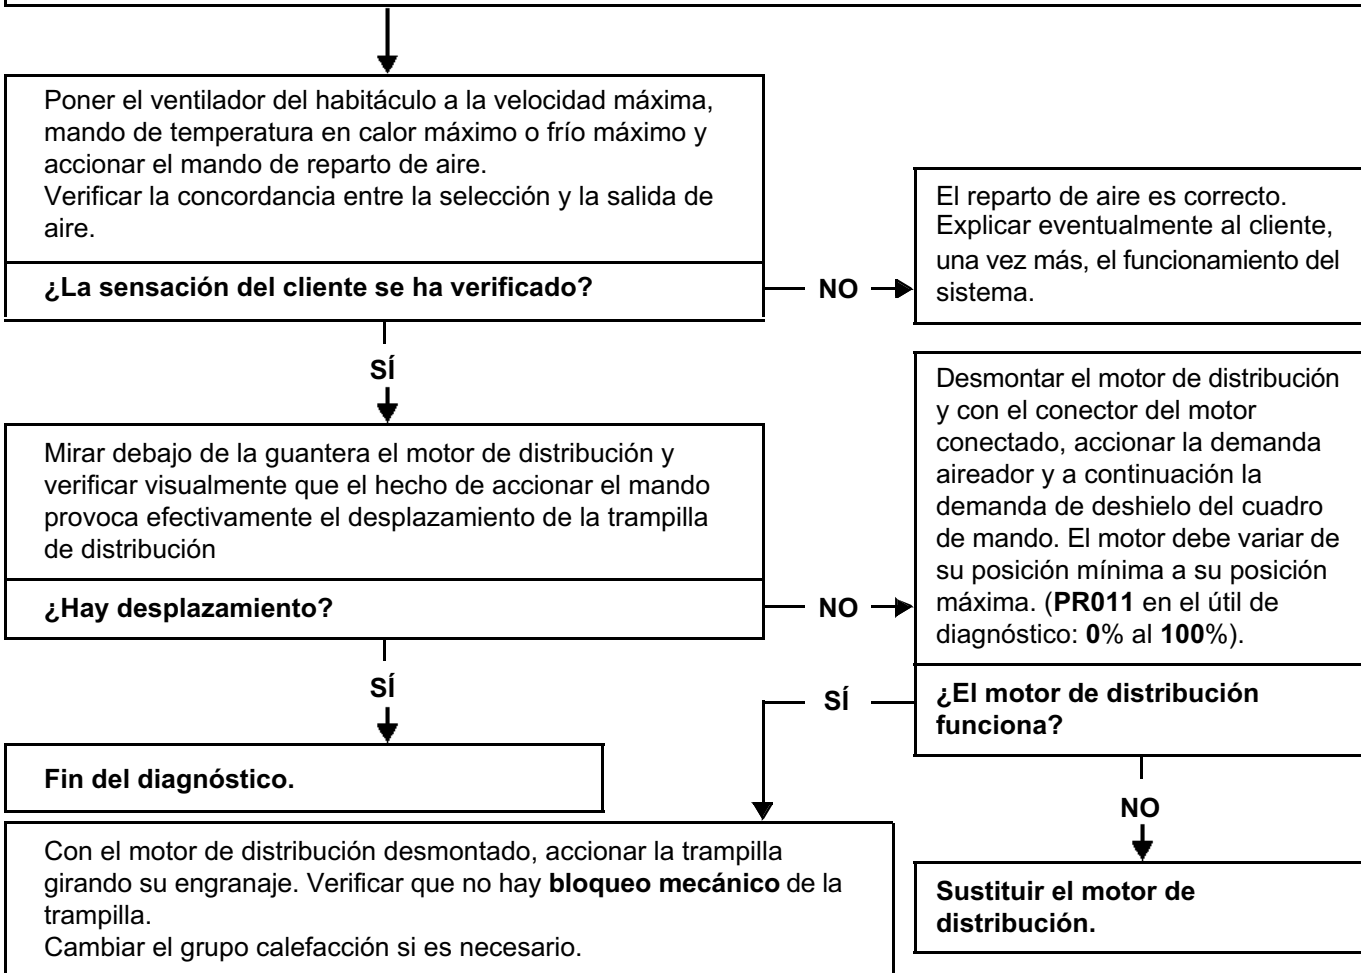 Poner el ventilador del habitáculo a la velocidad máxima,
mando de temperatura en calor máximo o frío máximo y
accionar el mando de reparto de aire.
Verificar la concordancia entre la selección y la salida de
aire.
¿La sensación del cliente se ha verificado?
NO
El reparto de aire es correcto.
Explicar eventualmente al cliente,
una vez más, el funcionamiento del
sistema.
SÍ
Mirar debajo de la guantera el motor de distribución y
verificar visualmente que el hecho de accionar el mando
provoca efectivamente el desplazamiento de la trampilla
de distribución
¿Hay desplazamiento?
NO
Desmontar el motor de distribución
y con el conector del motor
conectado, accionar la demanda
aireador y a continuación la
demanda de deshielo del cuadro
de mando. El motor debe variar de
su posición mínima a su posición
máxima. (PR011 en el útil de
diagnóstico: 0% al 100%).
¿El motor de distribución
funciona?
SÍ
SÍ
Fin del diagnóstico.
NO
Con el motor de distribución desmontado, accionar la trampilla
girando su engranaje. Verificar que no hay bloqueo mecánico de la
trampilla.
Cambiar el grupo calefacción si es necesario.
Sustituir el motor de
distribución.